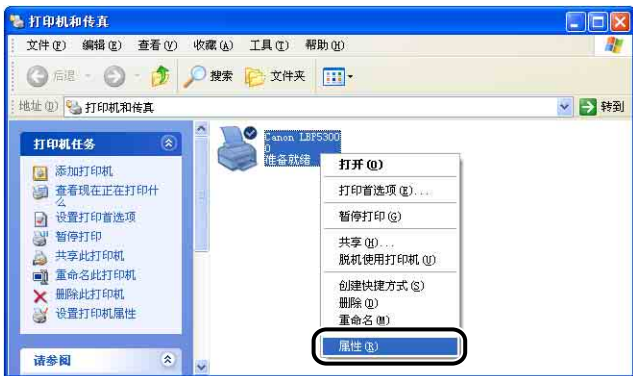 打印机和传真
文件(F) 编辑(E) 查看(V) 收藏(A) 工具(T) 帮助(H)
后退 搜索 文件夹
地址(D) 打印机和传真 转到
打印机任务
添加打印机
查看现在正在打印什
么
设置打印首选项
暂停打印
共享此打印机
重命名此打印机
删除此打印机
设置打印机属性
请参阅
Canon LBP5300
0
准备就绪
打开(O)
打印首选项(E)...
暂停打印(G)
共享(H)...
脱机使用打印机(U)
创建快捷方式(S)
删除(D)
重命名(M)
属性(R)